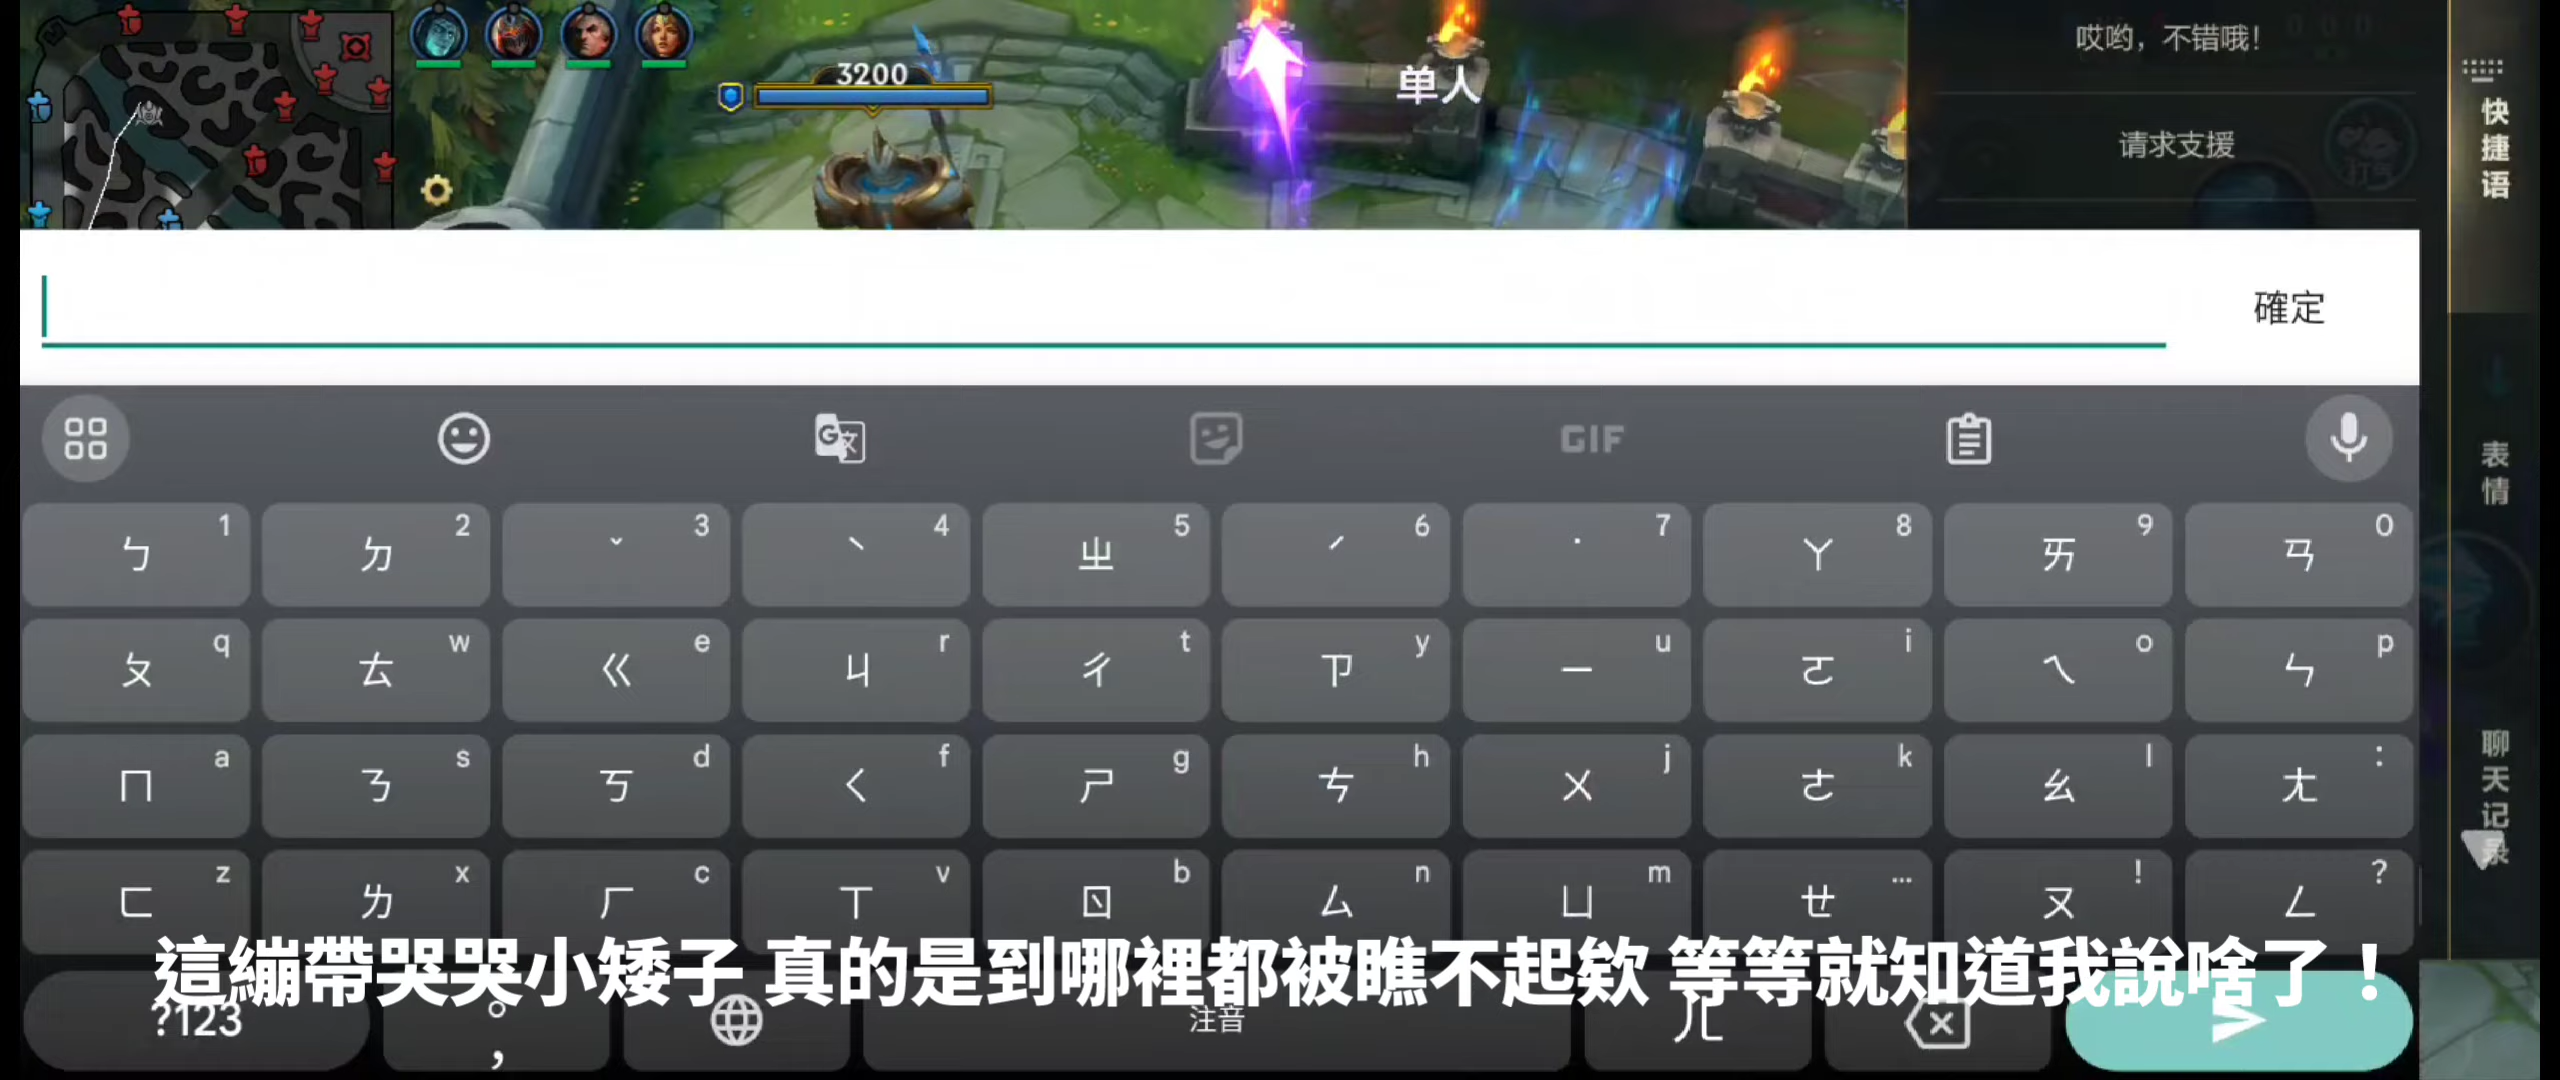 3200
单人
哎哟，不错哦！
请求支援
打气
快捷语
確定
表情
聊天记录
GIF
ㄅ 1 ㄉ 2 ˇ 3 ˋ 4 ㄓ 5 ˊ 6 ˙ 7 ㄚ 8 ㄞ 9 ㄢ 0
ㄆ q ㄊ w ㄍ e ㄐ r ㄔ t ㄗ y ㄧ u ㄛ i ㄟ o ㄣ p
ㄇ a ㄋ s ㄎ d ㄑ f ㄕ g ㄘ h ㄨ j ㄜ k ㄠ l ㄤ :
ㄈ z ㄌ x ㄏ c ㄒ v ㄖ b ㄙ n ㄩ m ㄝ … ㄡ ! ㄥ ?
這繃帶哭哭小矮子 真的是到哪裡都被瞧不起欸 等等就知道我說啥了！
?123 。， 注音 ㄦ